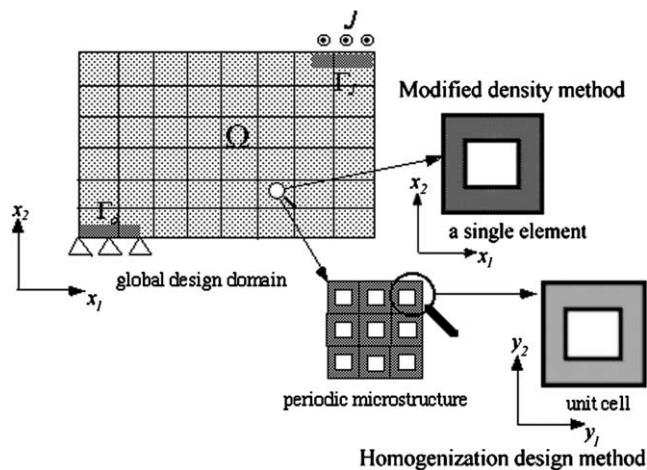 J
Γ_J
Modified density method
Ω
x_2
Γ_d
x_2
a single element
x_1
global design domain
x_1
y_2
periodic microstructure
unit cell
y_1
Homogenization design method